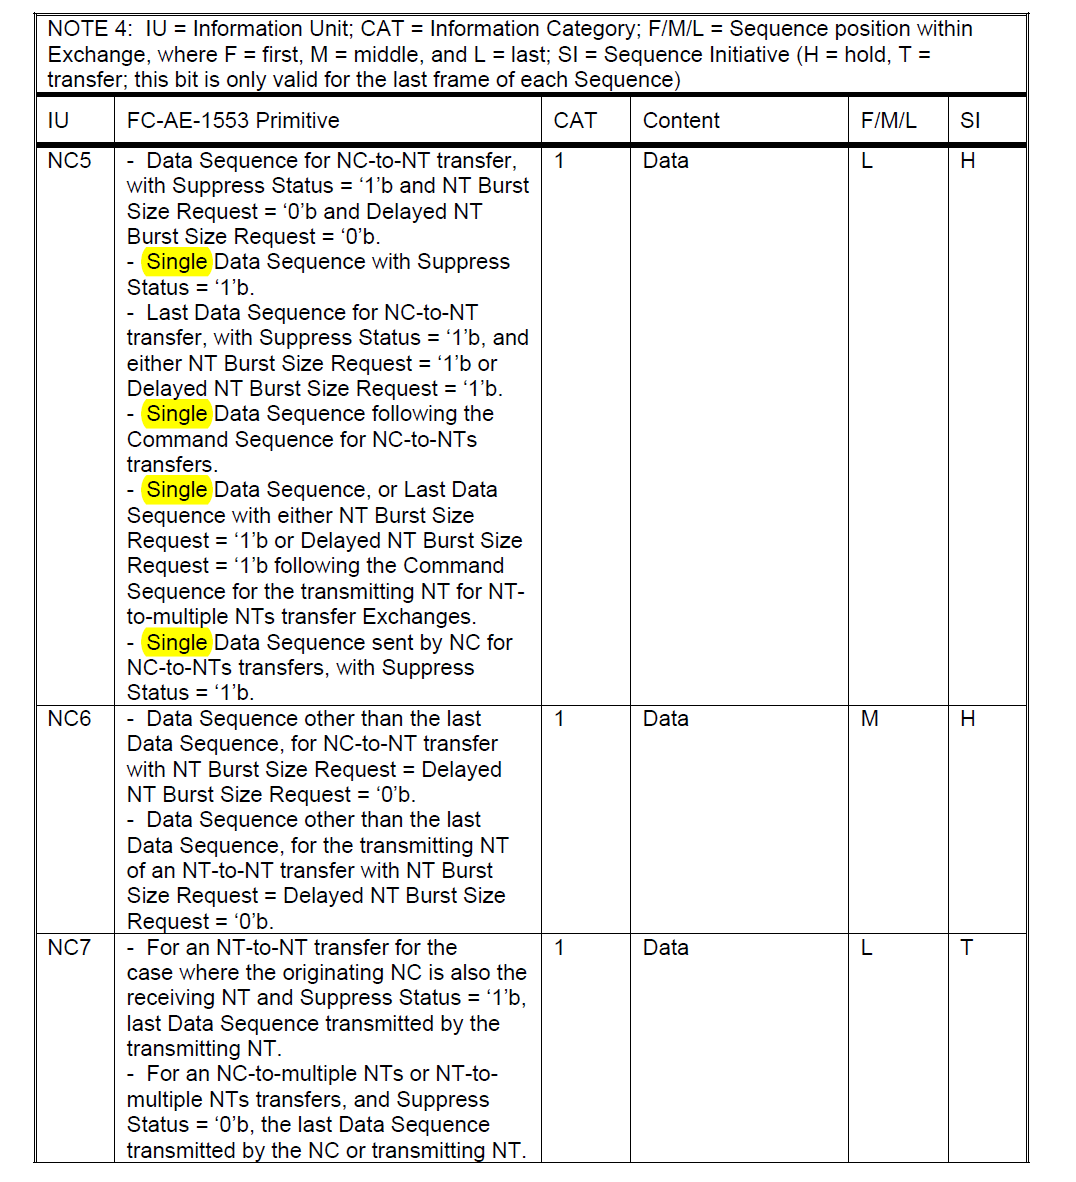 NOTE 4:  IU = Information Unit; CAT = Information Category; F/M/L = Sequence position within
Exchange, where F = first, M = middle, and L = last; SI = Sequence Initiative (H = hold, T =
transfer; this bit is only valid for the last frame of each Sequence)
IU FC-AE-1553 Primitive CAT Content F/M/L SI
NC5 -  Data Sequence for NC-to-NT transfer, 1 Data L H
with Suppress Status = ‘1’b and NT Burst
Size Request = ‘0’b and Delayed NT
Burst Size Request = ‘0’b.
-  Single Data Sequence with Suppress
Status = ‘1’b.
-  Last Data Sequence for NC-to-NT
transfer, with Suppress Status = ‘1’b, and
either NT Burst Size Request = ‘1’b or
Delayed NT Burst Size Request = ‘1’b.
-  Single Data Sequence following the
Command Sequence for NC-to-NTs
transfers.
-  Single Data Sequence, or Last Data
Sequence with either NT Burst Size
Request = ‘1’b or Delayed NT Burst Size
Request = ‘1’b following the Command
Sequence for the transmitting NT for NT-
to-multiple NTs transfer Exchanges.
-  Single Data Sequence sent by NC for
NC-to-NTs transfers, with Suppress
Status = ‘1’b.
NC6 -  Data Sequence other than the last 1 Data M H
Data Sequence, for NC-to-NT transfer
with NT Burst Size Request = Delayed
NT Burst Size Request = ‘0’b.
-  Data Sequence other than the last
Data Sequence, for the transmitting NT
of an NT-to-NT transfer with NT Burst
Size Request = Delayed NT Burst Size
Request = ‘0’b.
NC7 -  For an NT-to-NT transfer for the 1 Data L T
case where the originating NC is also the
receiving NT and Suppress Status = ‘1’b,
last Data Sequence transmitted by the
transmitting NT.
-  For an NC-to-multiple NTs or NT-to-
multiple NTs transfers, and Suppress
Status = ‘0’b, the last Data Sequence
transmitted by the NC or transmitting NT.